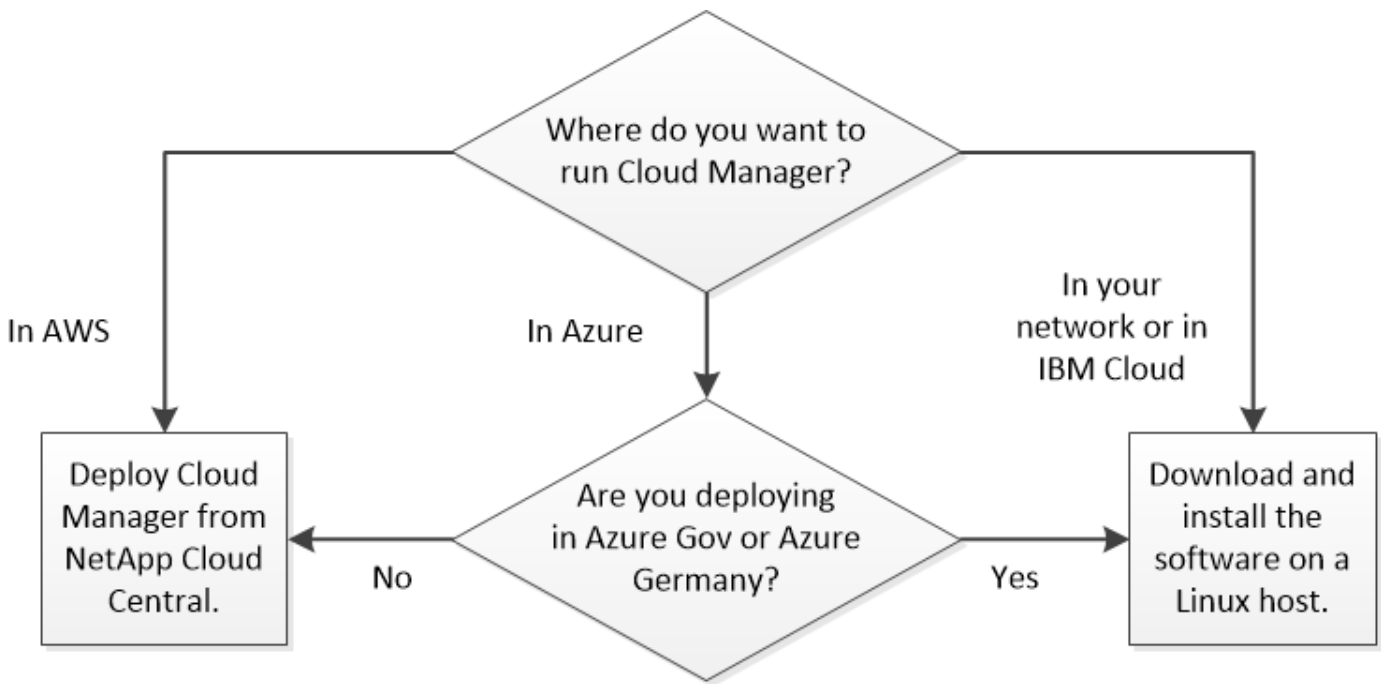 Where do you want to
run Cloud Manager?
In AWS
In Azure
In your
network or in
IBM Cloud
Deploy Cloud
Manager from
NetApp Cloud
Central.
No
Are you deploying
in Azure Gov or Azure
Germany?
Yes
Download and
install the
software on a
Linux host.